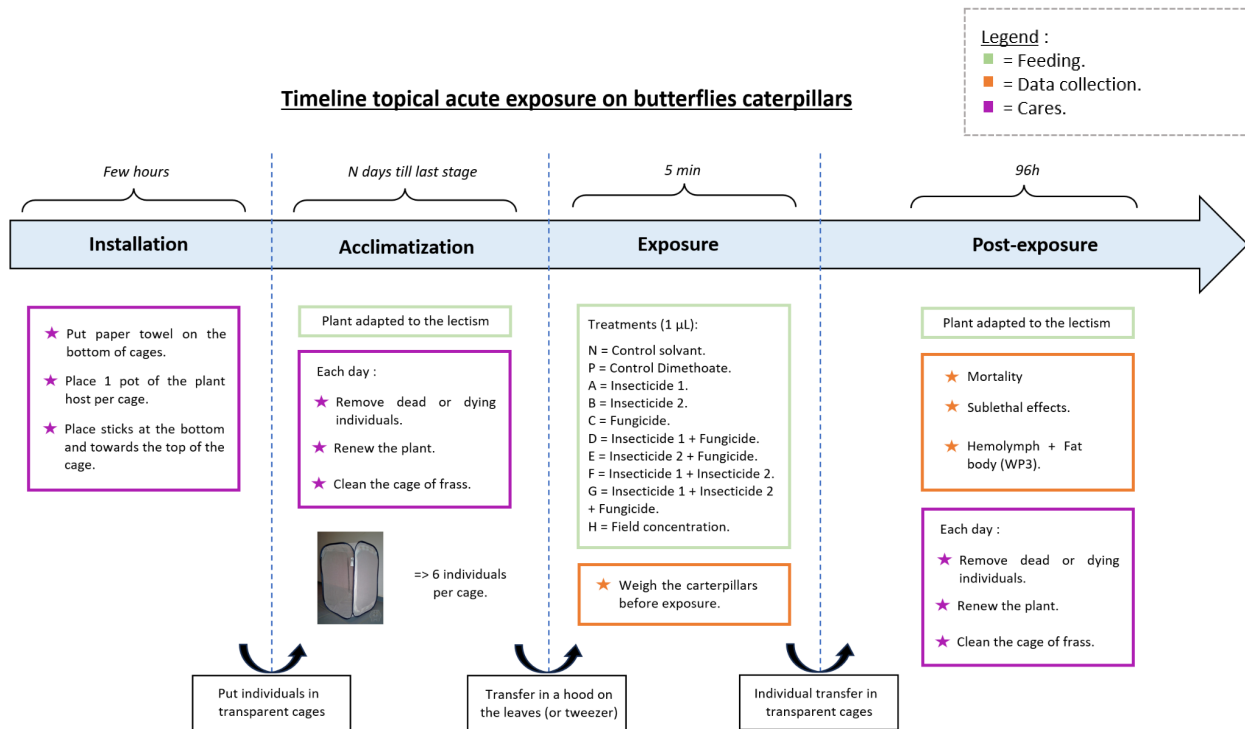 Legend :
= Feeding.
= Data collection.
= Cares.
Timeline topical acute exposure on butterflies caterpillars
Few hours
N days till last stage
5 min
96h
Installation
Acclimatization
Exposure
Post-exposure
Put paper towel on the
bottom of cages.
Place 1 pot of the plant
host per cage.
Place sticks at the bottom
and towards the top of the
cage.
Plant adapted to the lectism
Each day :
Remove dead or dying
individuals.
Renew the plant.
Clean the cage of frass.
=> 6 individuals
per cage.
Treatments (1 µL):
N = Control solvant.
P = Control Dimethoate.
A = Insecticide 1.
B = Insecticide 2.
C = Fungicide.
D = Insecticide 1 + Fungicide.
E = Insecticide 2 + Fungicide.
F = Insecticide 1 + Insecticide 2.
G = Insecticide 1 + Insecticide 2
+ Fungicide.
H = Field concentration.
Weigh the carterpillars
before exposure.
Plant adapted to the lectism
Mortality
Sublethal effects.
Hemolymph + Fat
body (WP3).
Each day :
Remove dead or dying
individuals.
Renew the plant.
Clean the cage of frass.
Put individuals in
transparent cages
Transfer in a hood on
the leaves (or tweezer)
Individual transfer in
transparent cages